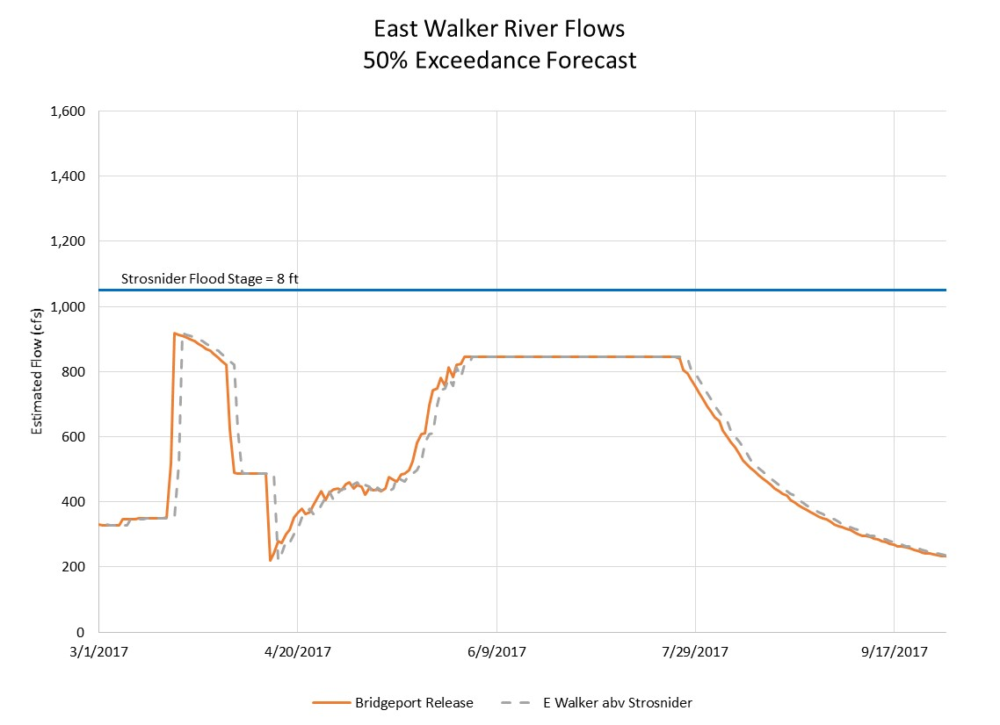 East Walker River Flows
50% Exceedance Forecast
1,600
1,400
1,200
Strosnider Flood Stage = 8 ft
1,000
800
600
400
200
0
Estimated Flow (cfs)
3/1/2017 4/20/2017 6/9/2017 7/29/2017 9/17/2017
Bridgeport Release E Walker abv Strosnider